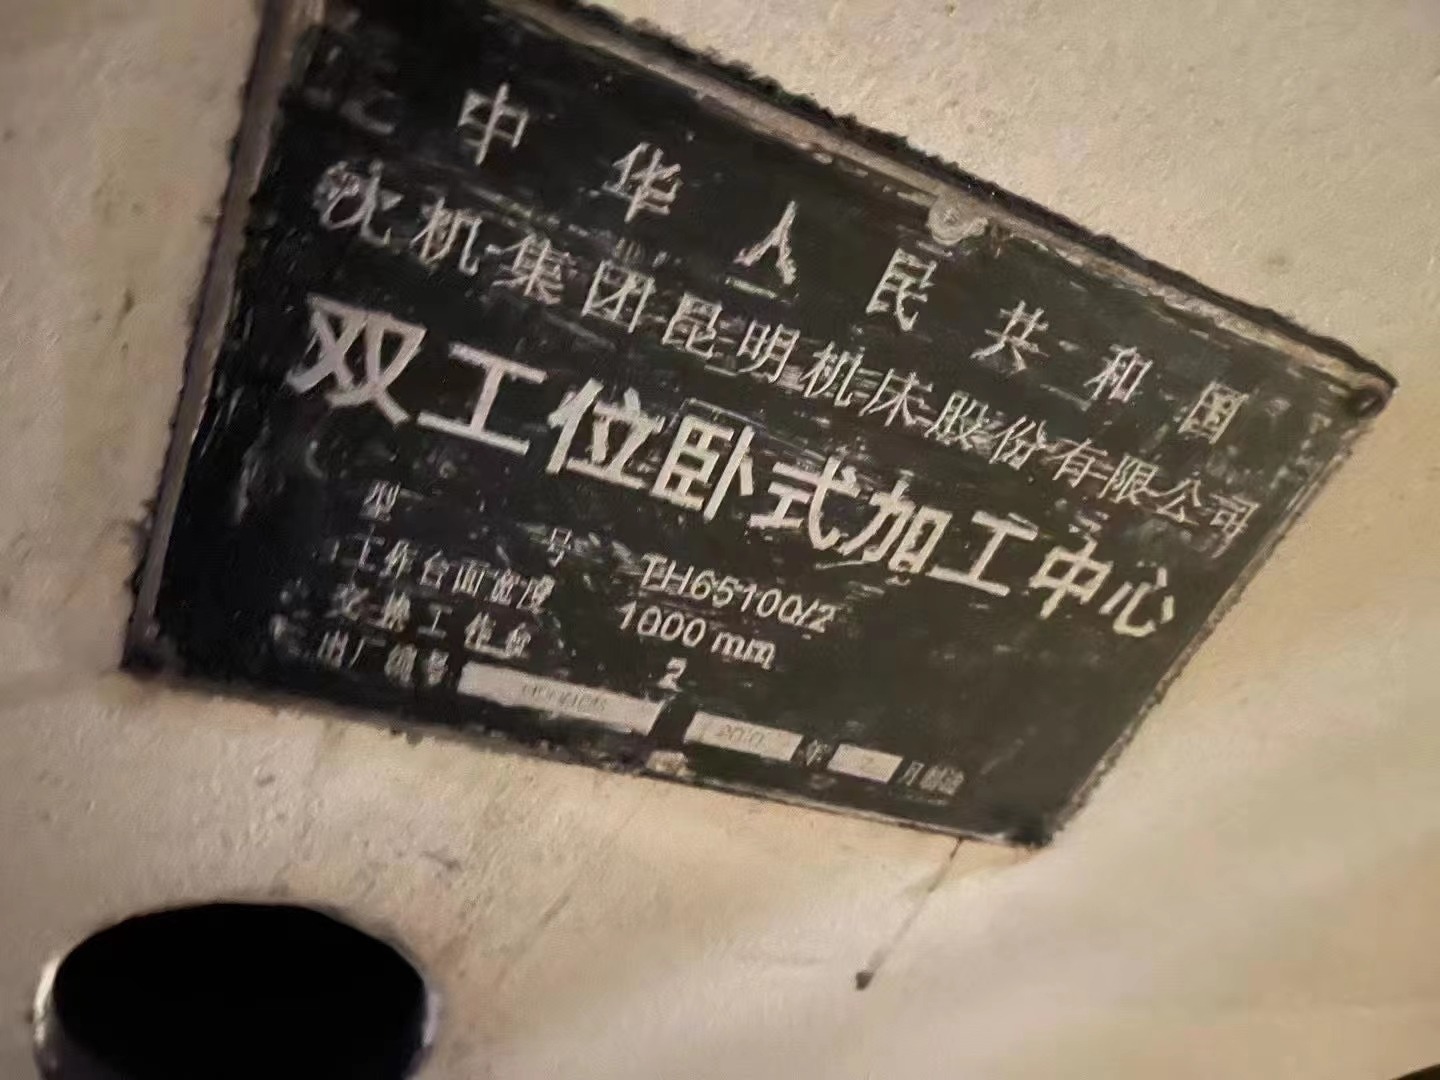 中华人民共和国
沈机集团昆明机床股份有限公司
双工位卧式加工中心
型号 TH65100/2
工作台面宽度 1000 mm
交换工作台 2
出厂编号 年 月制造